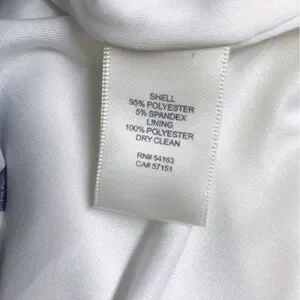 SHELL
95% POLYESTER
5% SPANDEX
LINING
100% POLYESTER
DRY CLEAN
RN# 54163
CA# 57151